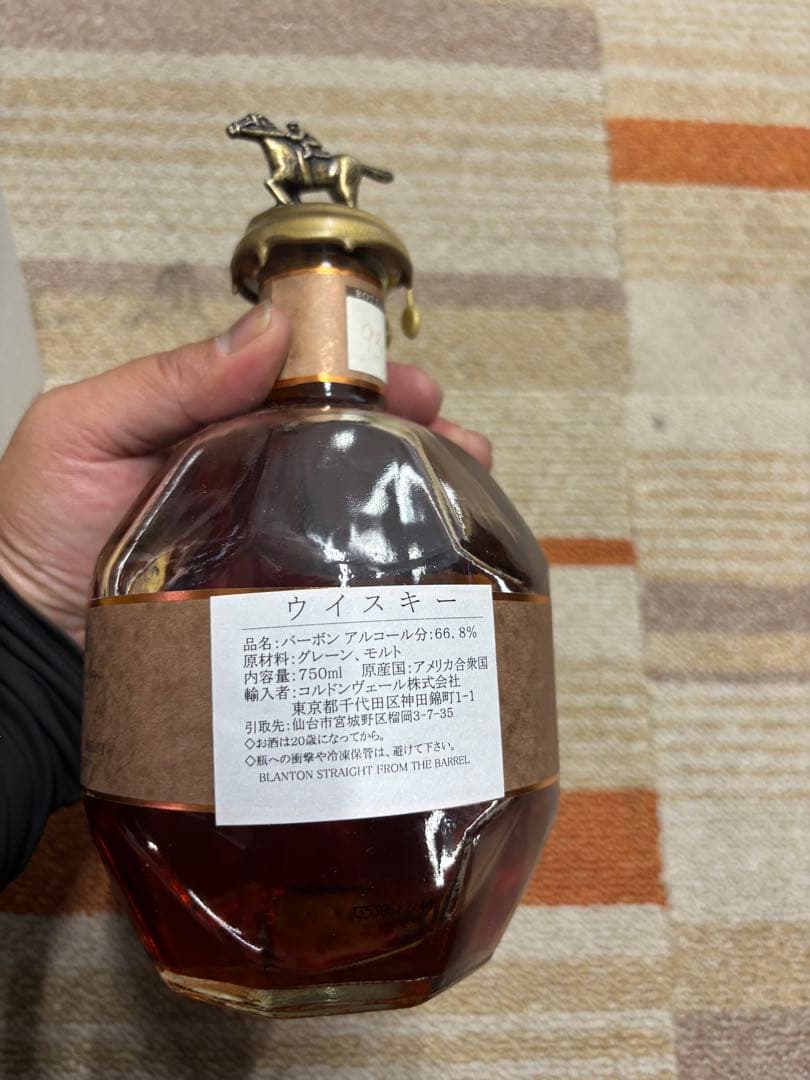 ウイスキー
品名:バーボン アルコール分:66.8%
原材料:グレーン、モルト
内容量:750ml 原産国:アメリカ合衆国
輸入者:コルドンヴェール株式会社
東京都千代田区神田錦町1-1
引取先:仙台市宮城野区榴岡3-7-35
◇お酒は20歳になってから。
◇瓶への衝撃や冷凍保管は、避けて下さい。
BLANTON STRAIGHT FROM THE BARREL